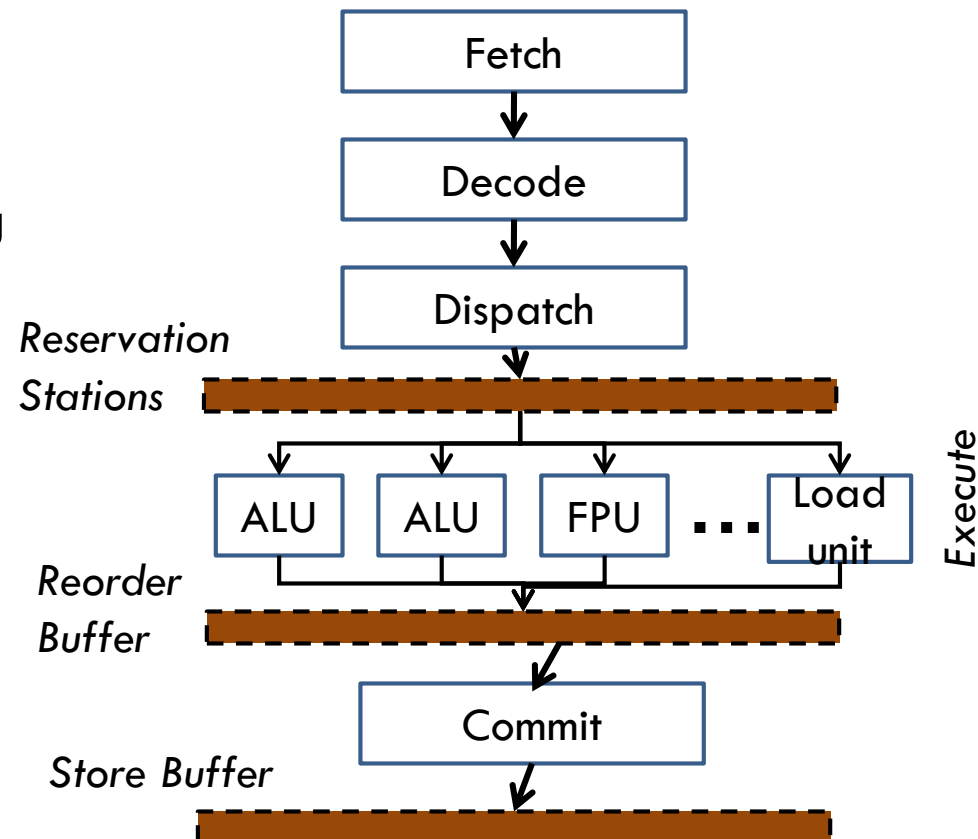 Fetch
Decode
Dispatch
Reservation
Stations
ALU
ALU
FPU
...
Load
unit
Execute
Reorder
Buffer
Commit
Store Buffer